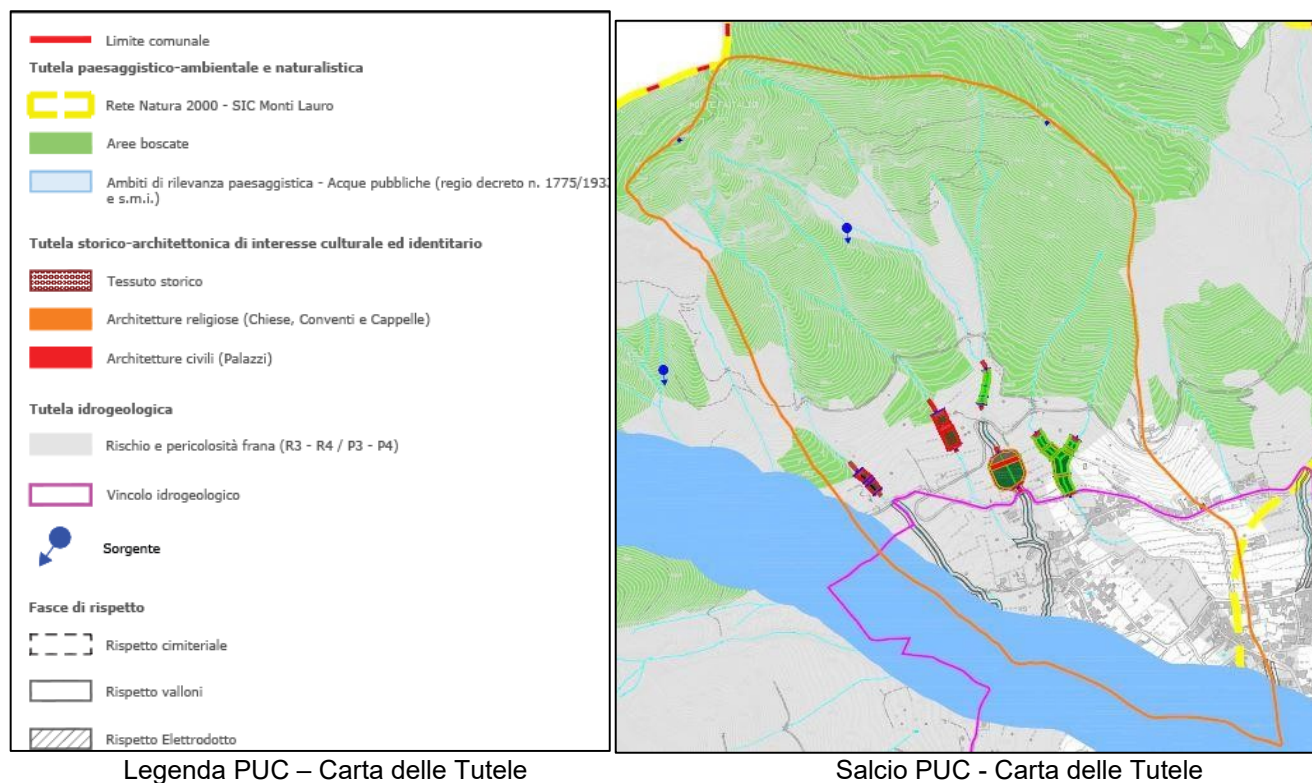 Limite comunale
Tutela paesaggistico-ambientale e naturalistica
Rete Natura 2000 - SIC Monti Lauro
Aree boscate
Ambiti di rilevanza paesaggistica - Acque pubbliche (regio decreto n. 1775/1933
e s.m.i.)
Tutela storico-architettonica di interesse culturale ed identitario
Tessuto storico
Architetture religiose (Chiese, Conventi e Cappelle)
Architetture civili (Palazzi)
Tutela idrogeologica
Rischio e pericolosità frana (R3 - R4 / P3 - P4)
Vincolo idrogeologico
Sorgente
Fasce di rispetto
Rispetto cimiteriale
Rispetto valloni
Rispetto Elettrodotto
Legenda PUC – Carta delle Tutele
Salcio PUC - Carta delle Tutele